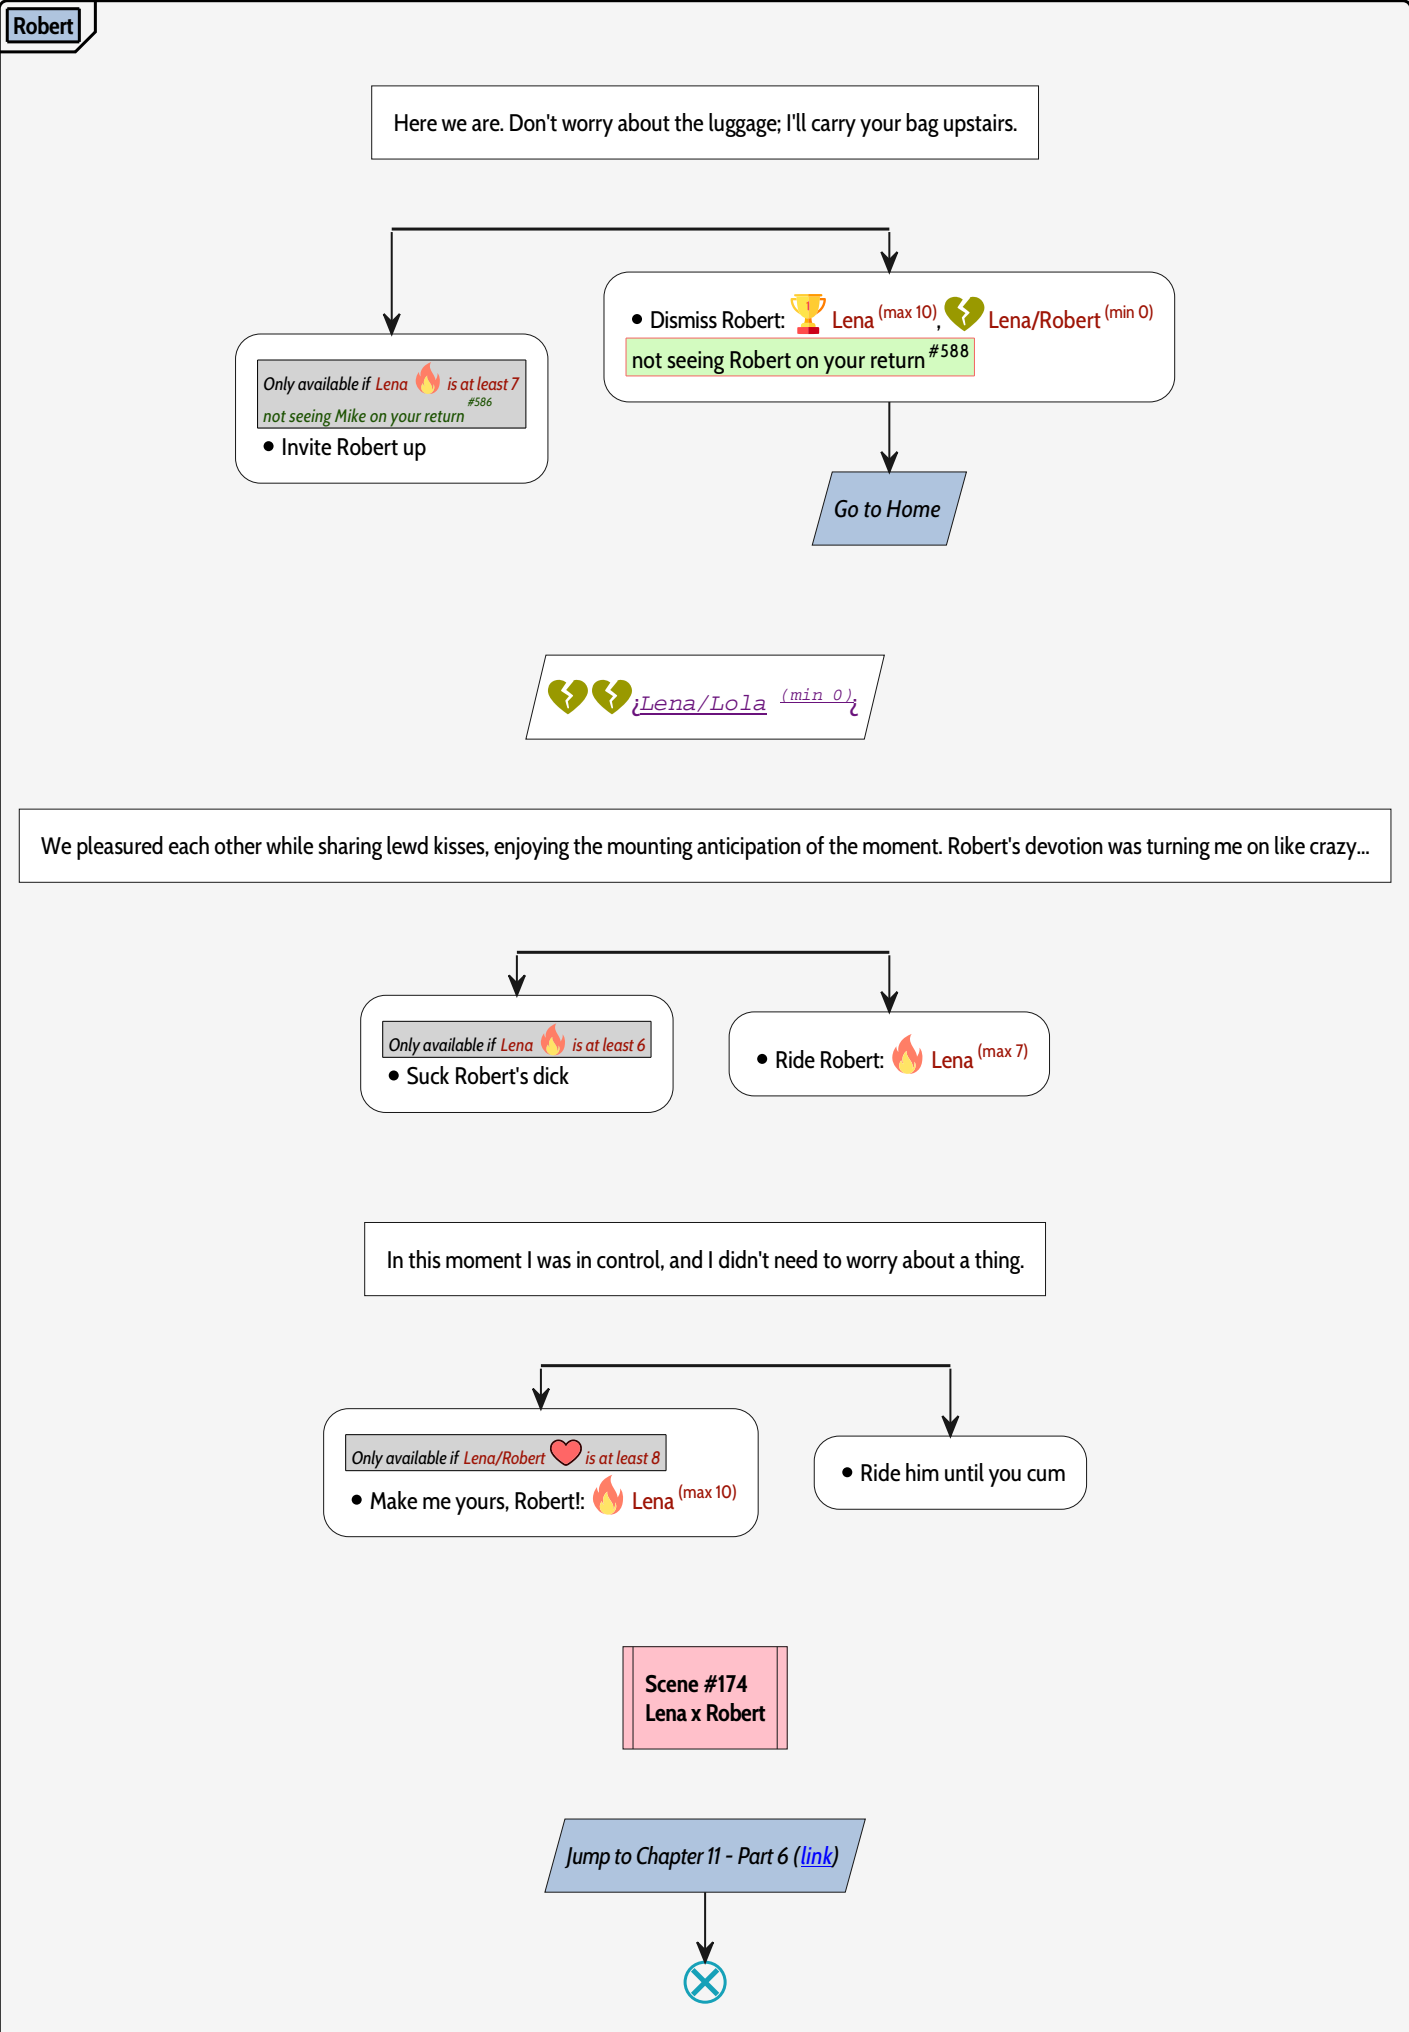 Robert
Here we are. Don't worry about the luggage; I'll carry your bag upstairs.
Only available if Lena is at least 7
not seeing Mike on your return #586
• Invite Robert up
• Dismiss Robert: 1 Lena (max 10), Lena/Robert (min 0)
not seeing Robert on your return #588
Go to Home
¿Lena/Lola (min 0)¿
We pleasured each other while sharing lewd kisses, enjoying the mounting anticipation of the moment. Robert's devotion was turning me on like crazy...
Only available if Lena is at least 6
• Suck Robert's dick
• Ride Robert: Lena (max 7)
In this moment I was in control, and I didn't need to worry about a thing.
Only available if Lena/Robert is at least 8
• Make me yours, Robert!: Lena (max 10)
• Ride him until you cum
Scene #174
Lena x Robert
Jump to Chapter 11 - Part 6 (link)